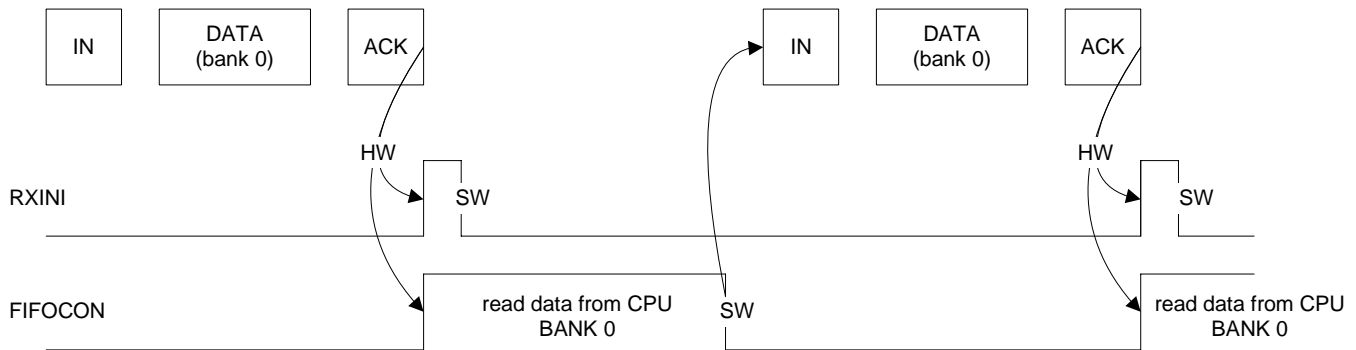 IN
DATA
(bank 0)
ACK
IN
DATA
(bank 0)
ACK
HW
HW
RXINI
SW
SW
FIFOCON
read data from CPU
BANK 0
SW
read data from CPU
BANK 0